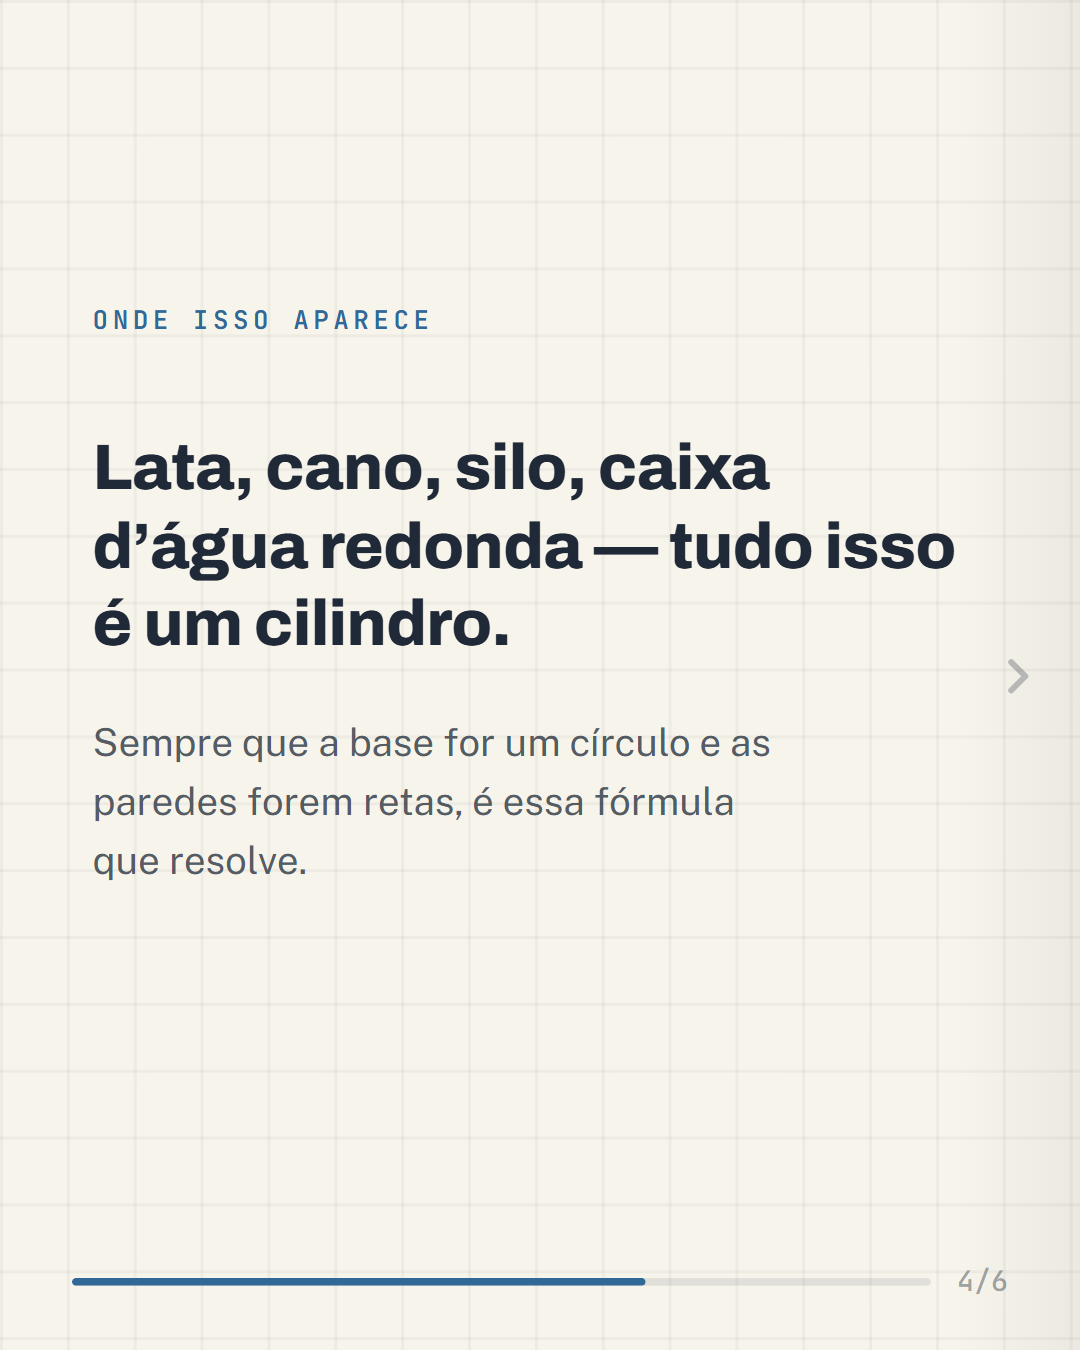 ONDE ISSO APARECE
Lata, cano, silo, caixa
d’água redonda — tudo isso
é um cilindro.
Sempre que a base for um círculo e as
paredes forem retas, é essa fórmula
que resolve.
4/6